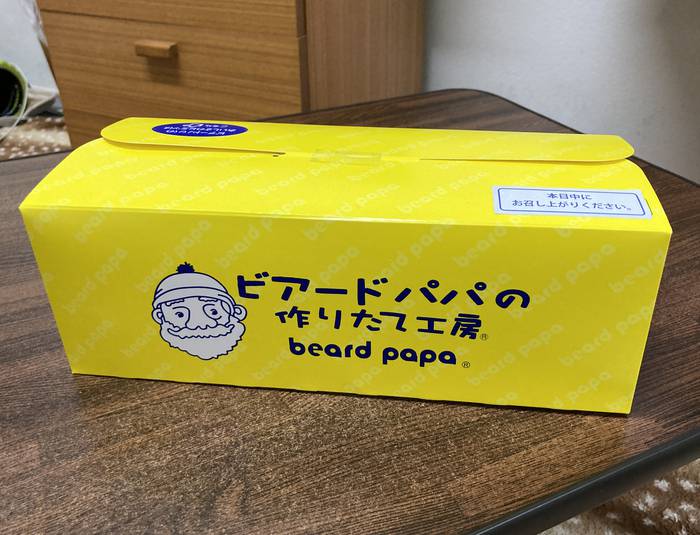 本日中に
お召し上がりください。
ビアードパパの
作りたて工房®
beard papa®